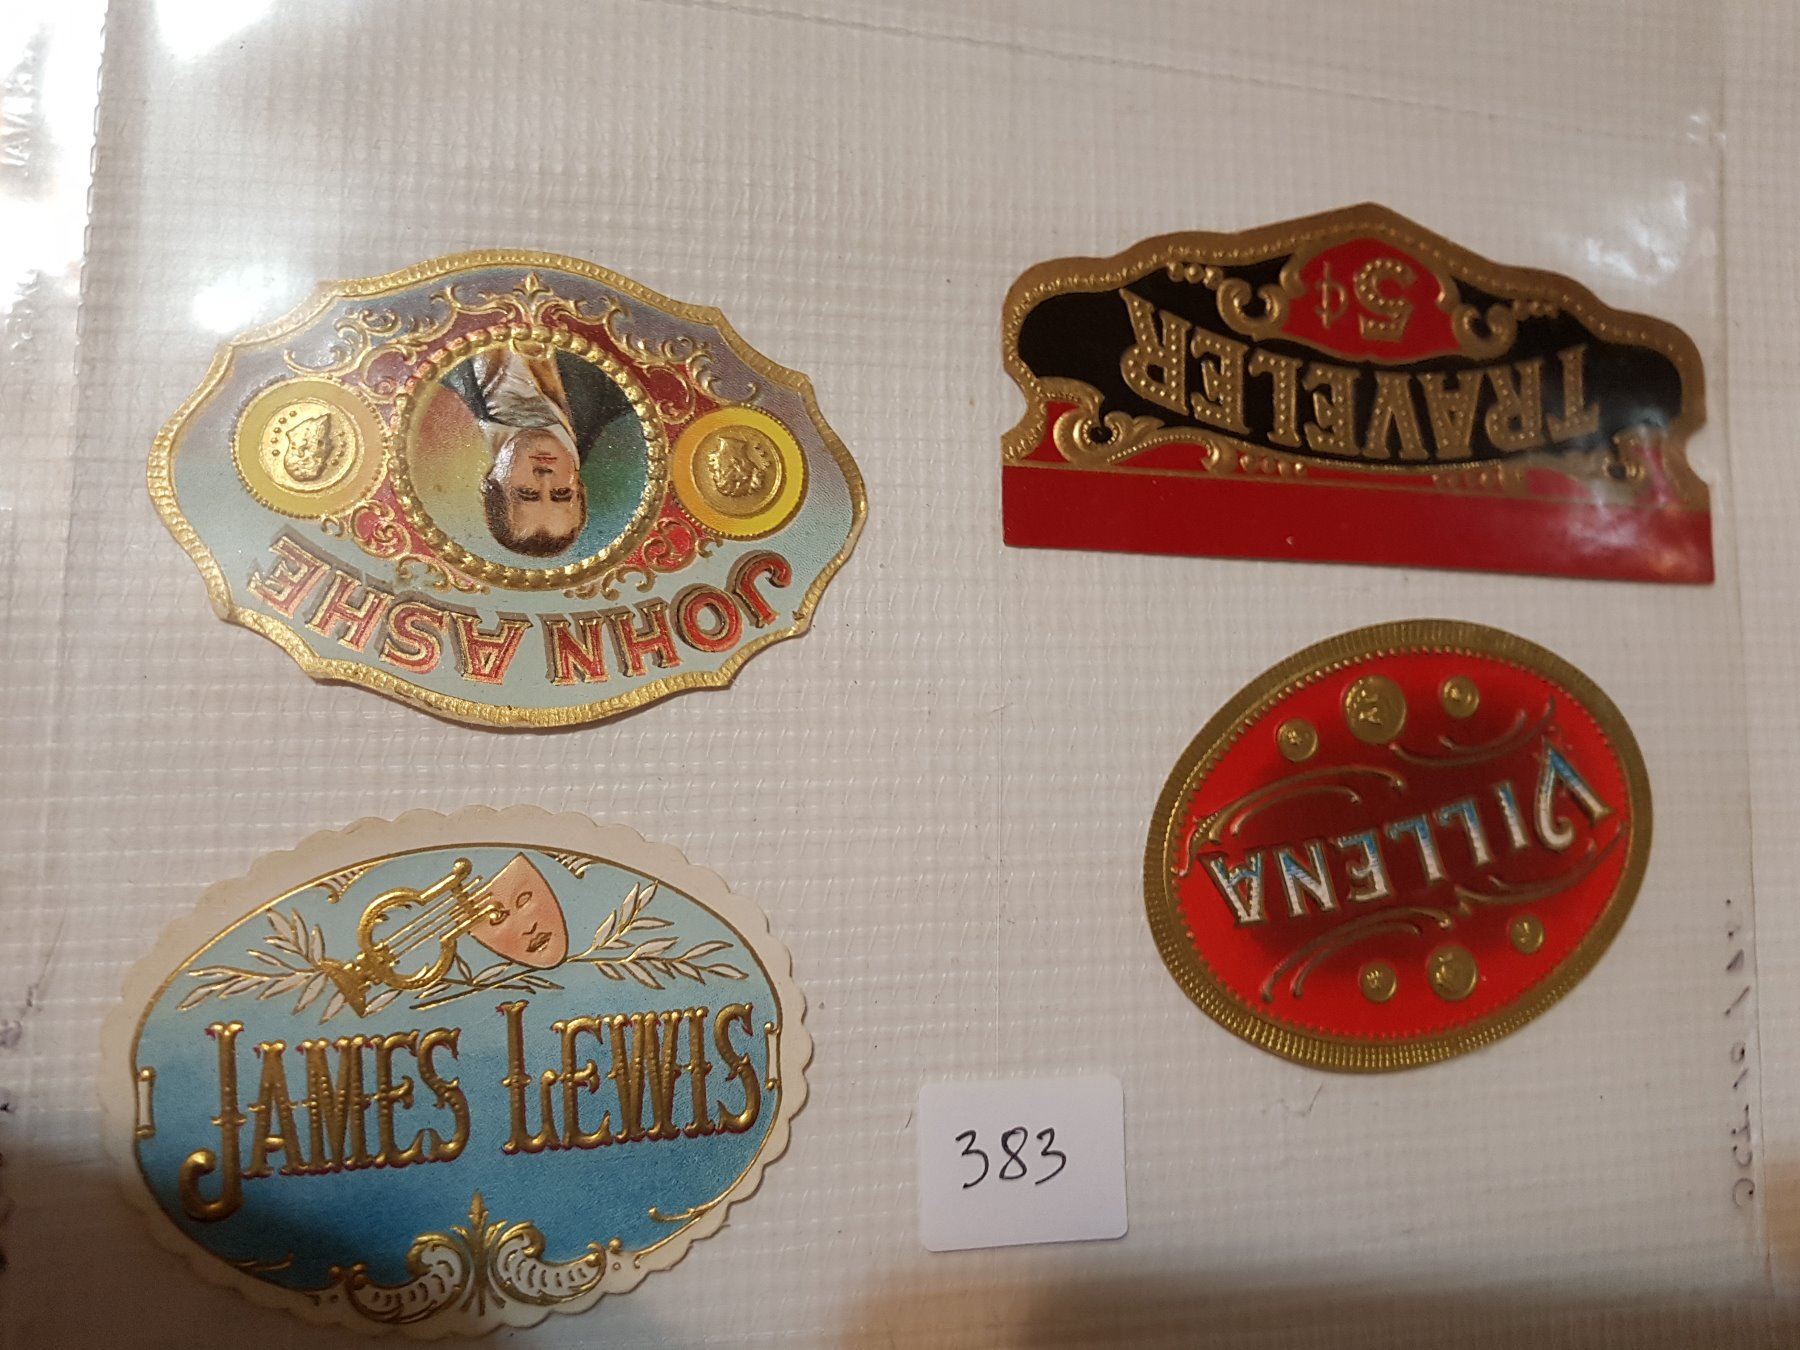 JOHN ASHE
5¢
TRAVELER
VILLENA
JAMES LEWIS
383